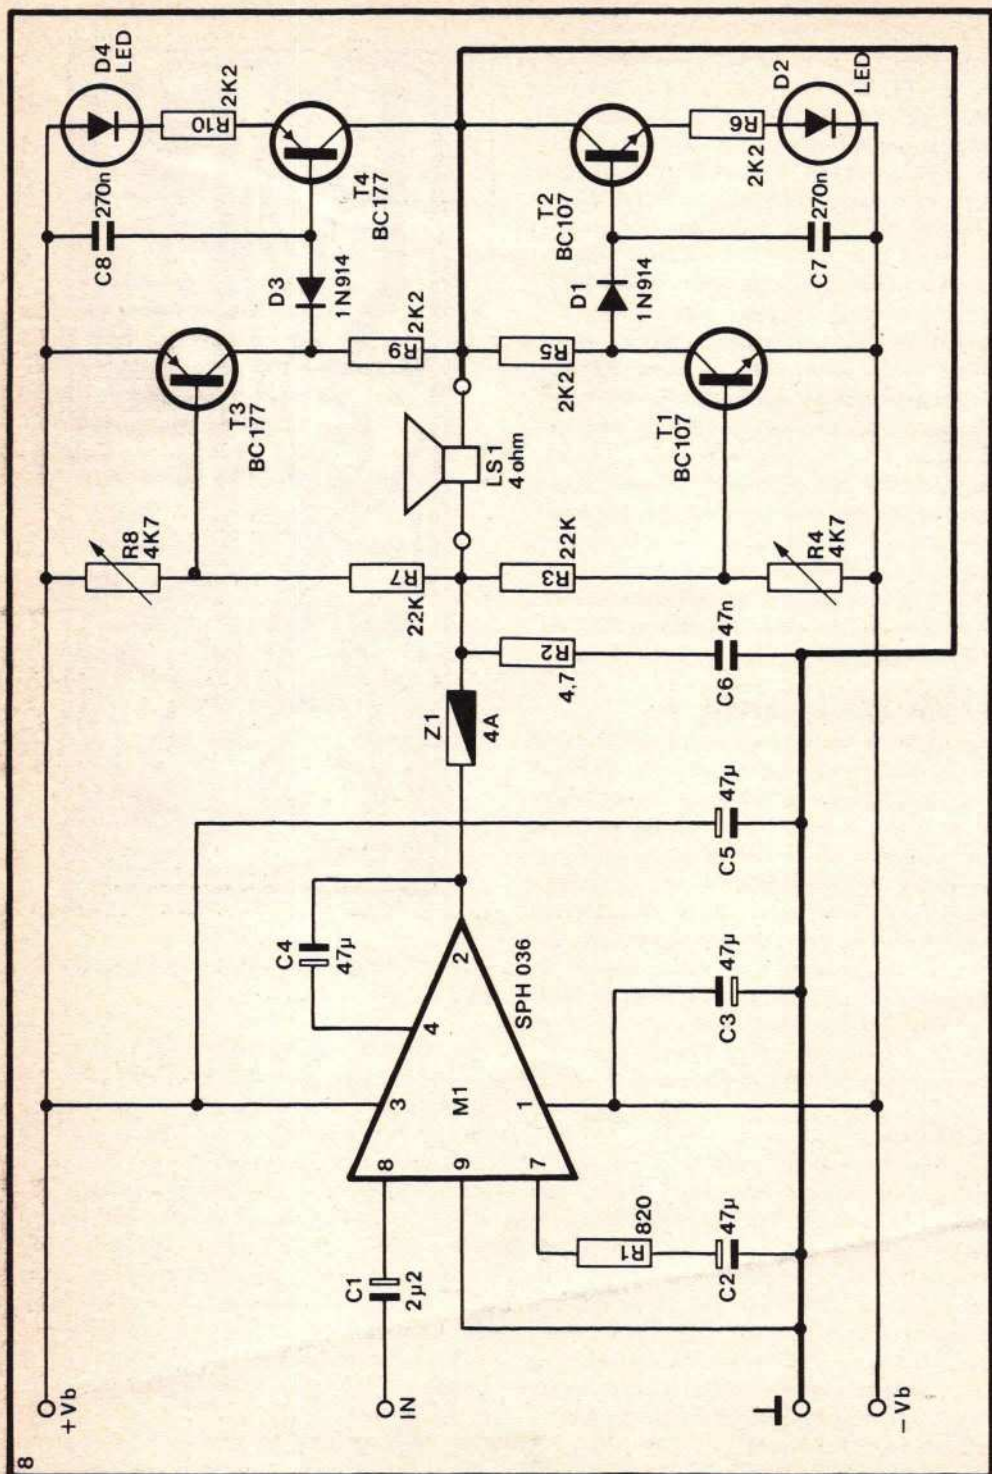 8
+Vb
IN
−Vb
C1
2µ2
8
9
7
3
1
4
2
M1
SPH 036
R1
820
C2
47µ
C4
47µ
C3
47µ
C5
47µ
Z1
4A
R2
4,7
C6
47n
R8
4K7
R7
22K
R3
22K
R4
4K7
T3
BC177
LS1
4 ohm
T1
BC107
R9
2K2
R5
2K2
D3
1N914
D1
1N914
C8
270n
C7
270n
T4
BC177
T2
BC107
R10
2K2
R6
2K2
D4
LED
D2
LED